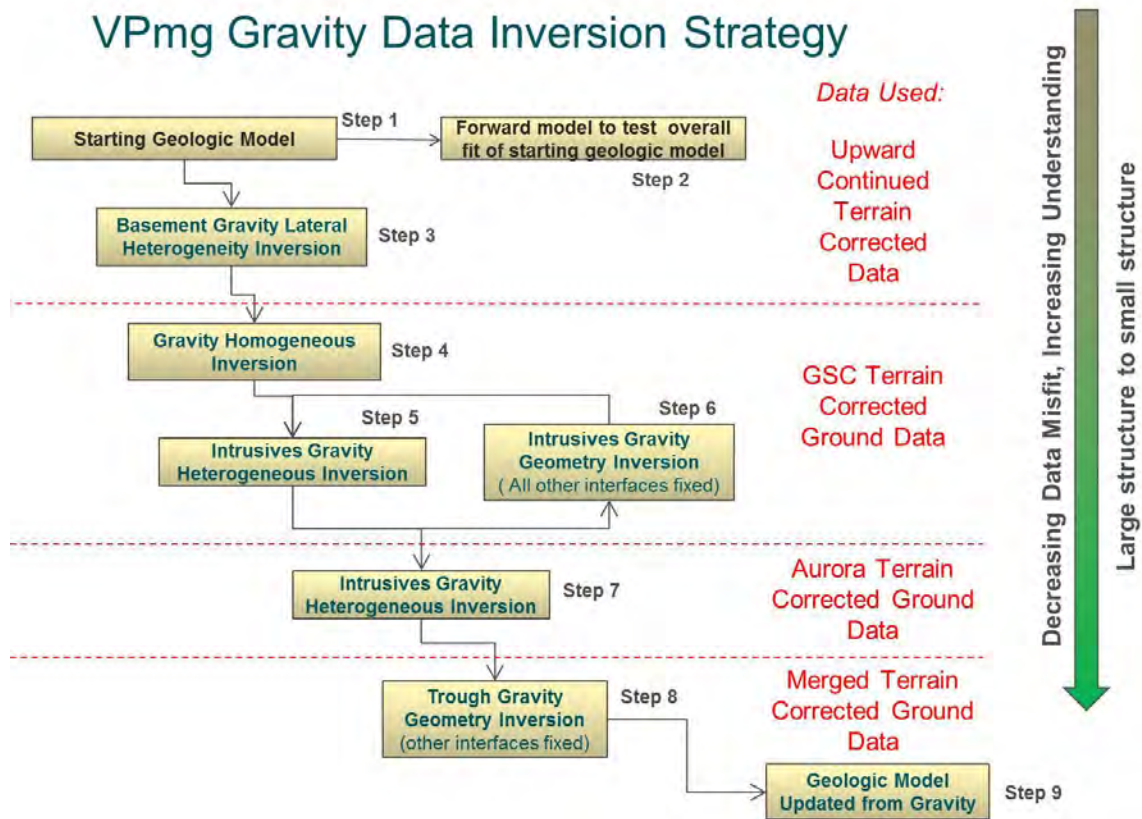 VPmg Gravity Data Inversion Strategy
Data Used:
Step 1
Starting Geologic Model
Forward model to test overall
fit of starting geologic model
Step 2
Upward
Continued
Terrain
Corrected
Data
Basement Gravity Lateral
Heterogeneity Inversion
Step 3
Gravity Homogeneous
Inversion
Step 4
GSC Terrain
Corrected
Ground Data
Step 5
Intrusives Gravity
Heterogeneous Inversion
Step 6
Intrusives Gravity
Geometry Inversion
( All other interfaces fixed)
Intrusives Gravity
Heterogeneous Inversion
Step 7
Aurora Terrain
Corrected Ground
Data
Trough Gravity
Geometry Inversion
(other interfaces fixed)
Step 8
Merged Terrain
Corrected Ground
Data
Geologic Model
Updated from Gravity
Step 9
Decreasing Data Misfit, Increasing Understanding
Large structure to small structure